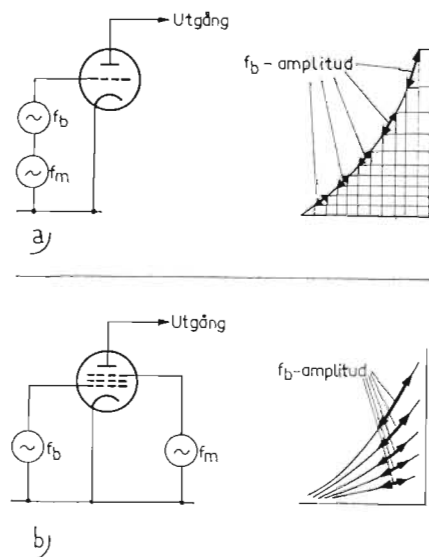 Utgång
f_b
f_m
a)
f_b - amplitud
Utgång
f_b
f_m
b)
f_b-amplitud